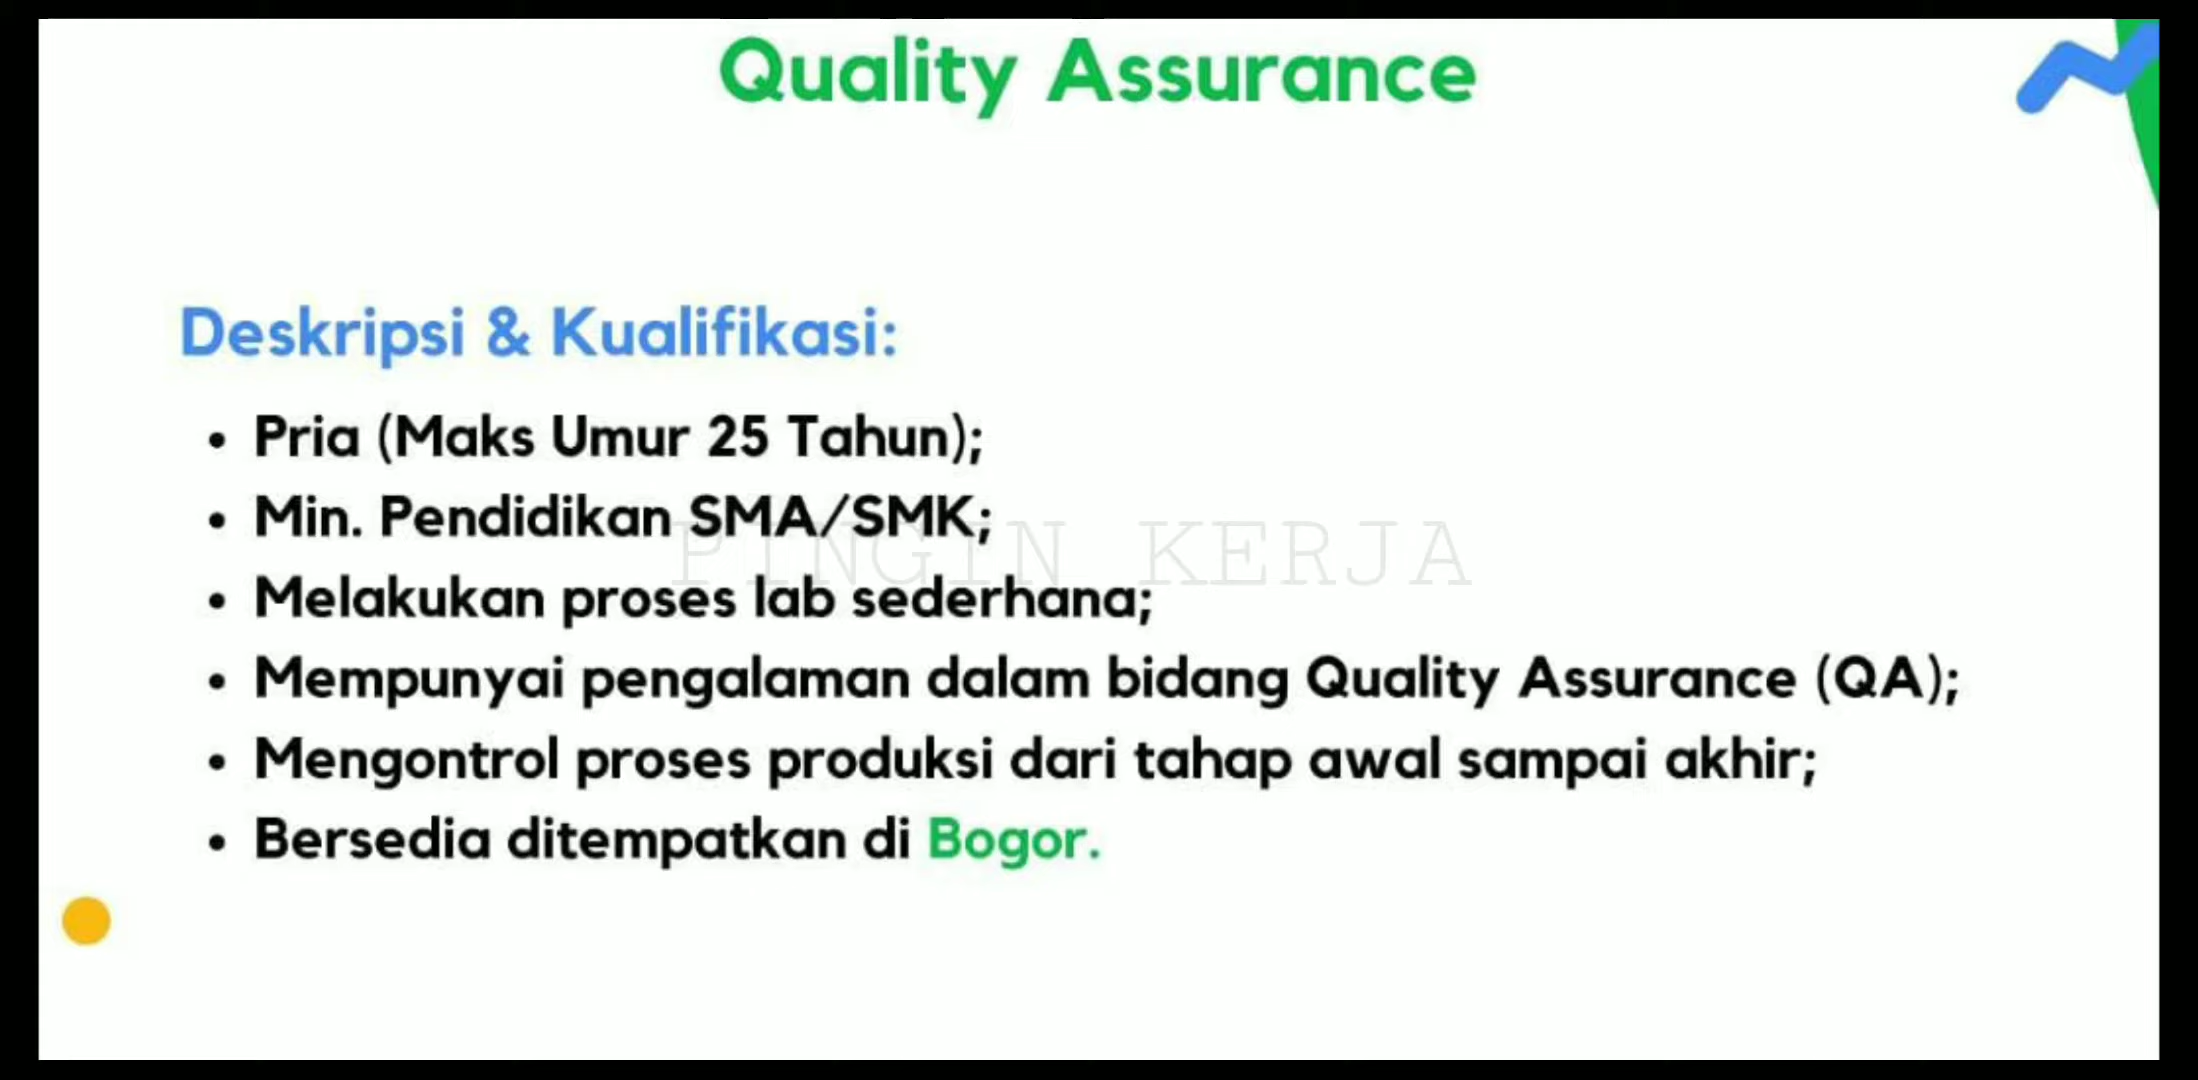 Quality Assurance
Deskripsi & Kualifikasi:
• Pria (Maks Umur 25 Tahun);
• Min. Pendidikan SMA/SMK;
PINGIN KERJA
• Melakukan proses lab sederhana;
• Mempunyai pengalaman dalam bidang Quality Assurance (QA);
• Mengontrol proses produksi dari tahap awal sampai akhir;
• Bersedia ditempatkan di Bogor.